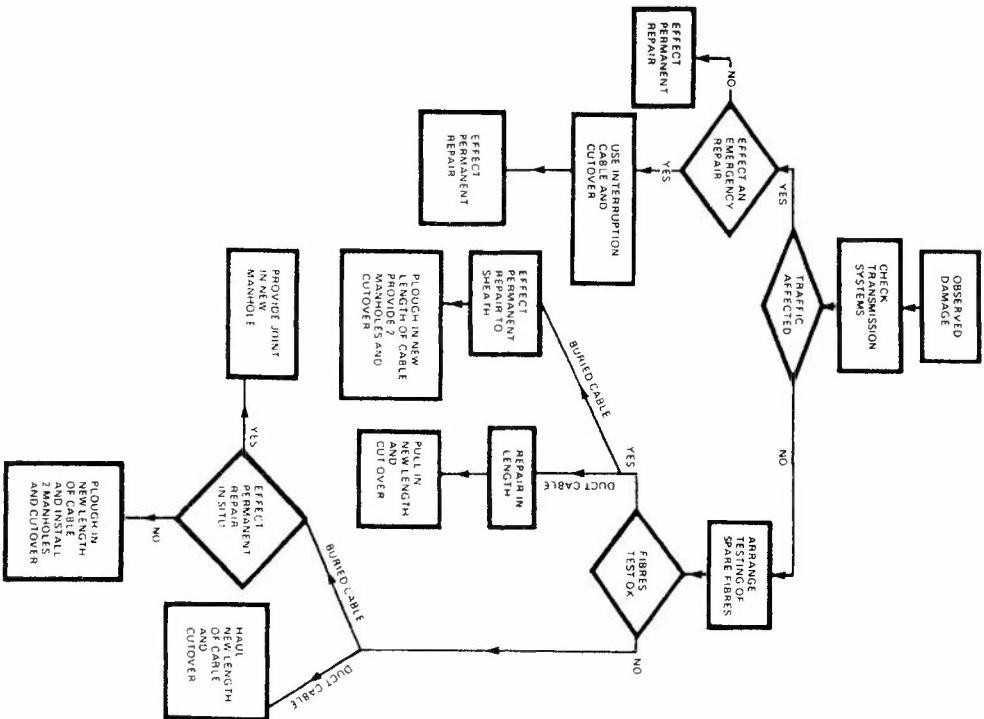 OBSERVED
DAMAGE
CHECK
TRANSMISSION
SYSTEMS
TRAFFIC
AFFECTED
YES
NO
EFFECT AN
EMERGENCY
REPAIR
NO
EFFECT
PERMANENT
REPAIR
YES
USE INTERRUPTION
CABLE AND
CUTOVER
EFFECT
PERMANENT
REPAIR
ARRANGE
TESTING OF
SPARE FIBRES
FIBRES
TEST OK
YES
NO
BURIED CABLE
DUCT CABLE
EFFECT
PERMANENT
REPAIR TO
SHEATH
PLOUGH IN NEW
LENGTH OF CABLE
PROVIDE 2
MANHOLES AND
CUTOVER
REPAIR IN
LENGTH
PULL IN
NEW LENGTH
AND
CUT OVER
BURIED CABLE
DUCT CABLE
EFFECT
PERMANENT
REPAIR
IN SITU
YES
PROVIDE JOINT
IN NEW
MANHOLE
NO
PLOUGH IN
NEW LENGTH
OF CABLE
AND INSTALL
2 MANHOLES
AND CUTOVER
HAUL
NEW LENGTH
OF CABLE
AND
CUTOVER